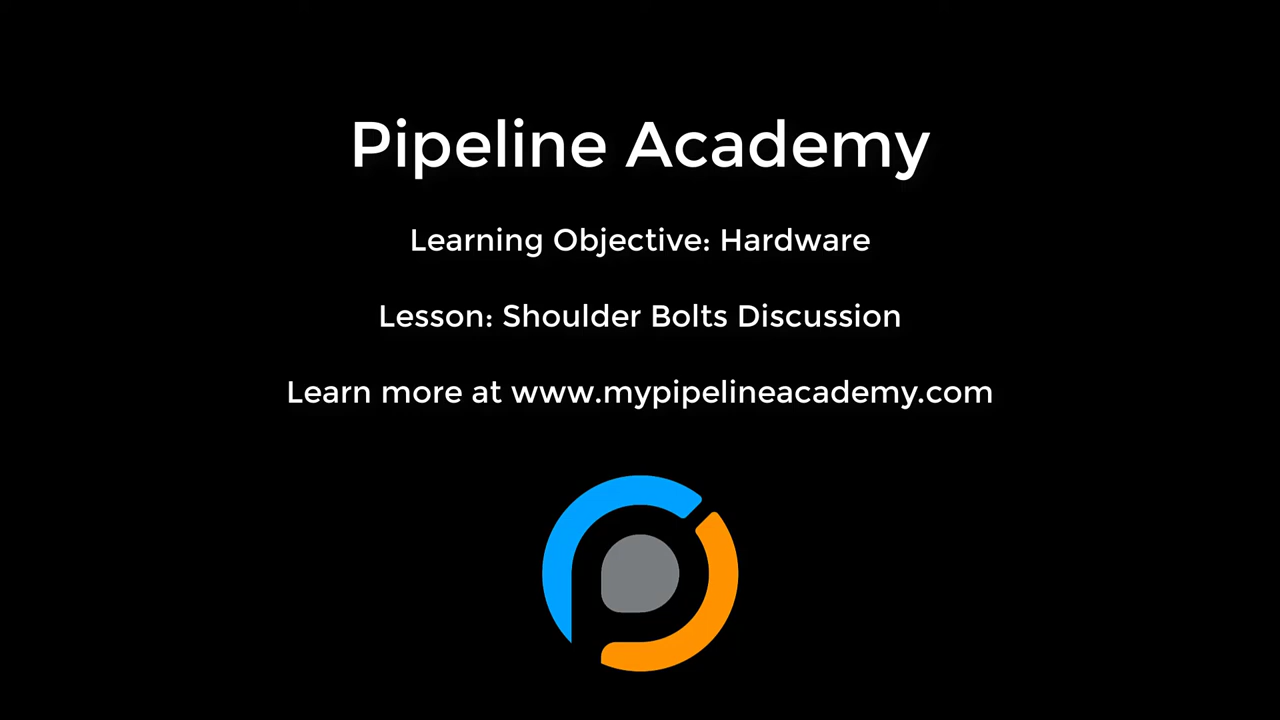 Pipeline Academy
Learning Objective: Hardware
Lesson: Shoulder Bolts Discussion
Learn more at www.mypipelineacademy.com